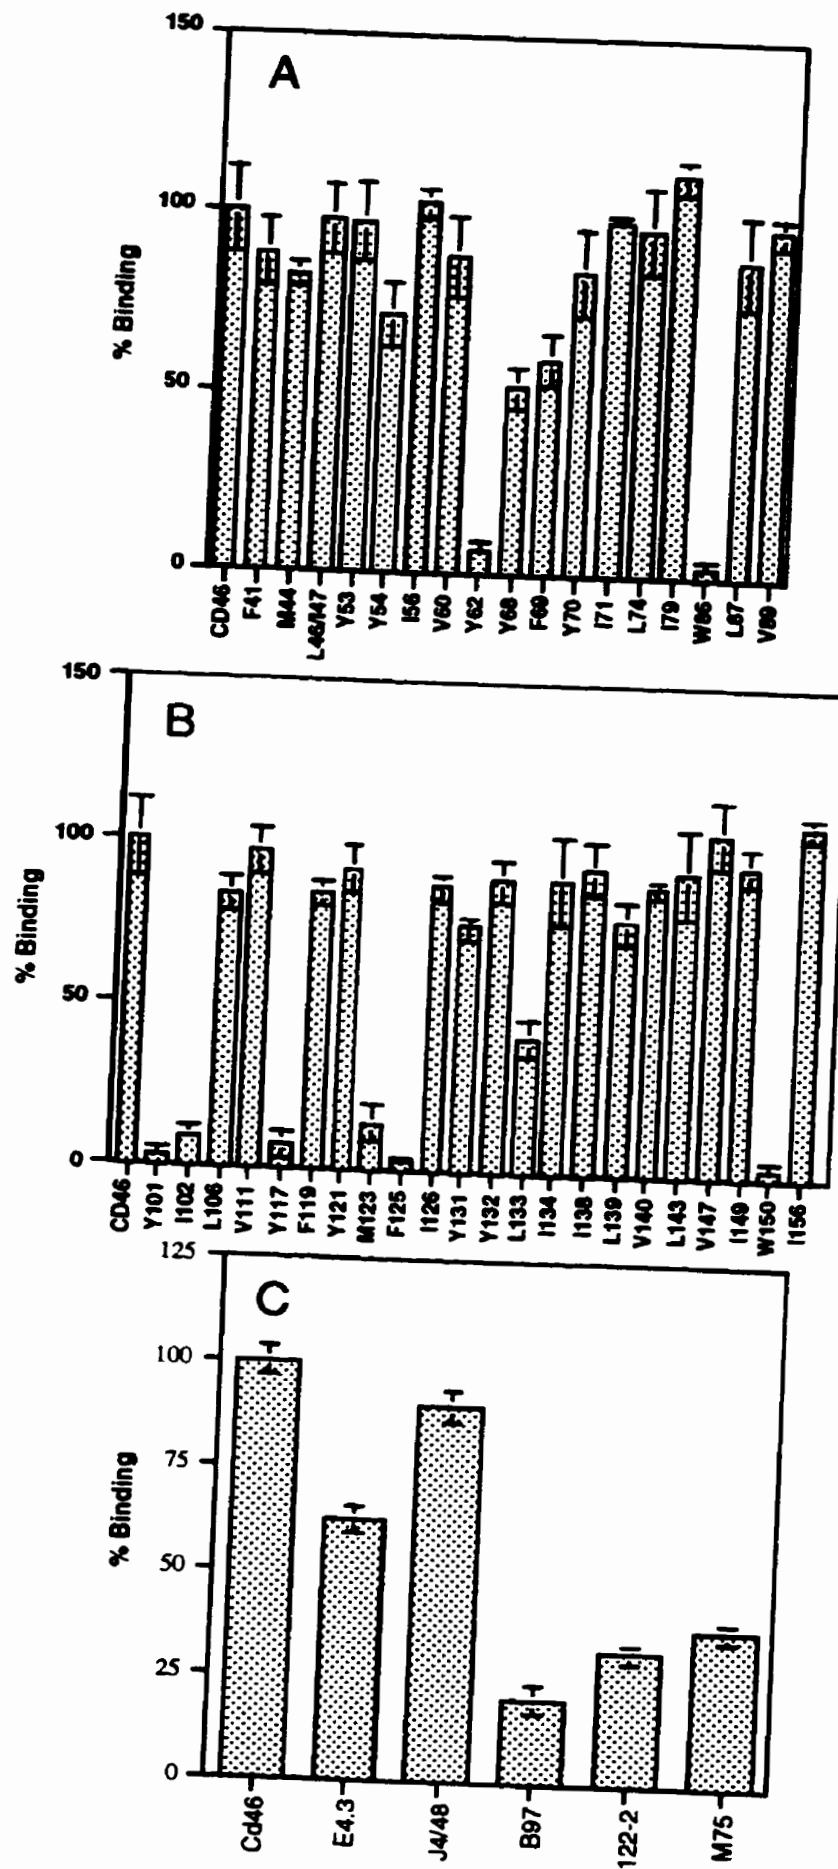 A
150
100
50
0
% Binding
CD46
F41
M44
L46/I47
Y53
Y54
I56
V60
Y62
Y68
F69
Y70
I71
L74
I79
W85
L87
V89
B
150
100
50
0
% Binding
CD46
Y101
I102
L106
V111
Y117
F119
Y121
M123
F125
I126
Y131
Y132
L133
I134
I138
L139
V140
L143
V147
I149
W150
I156
C
125
100
75
50
25
0
% Binding
Cd46
E4.3
J4/48
B97
122-2
M75